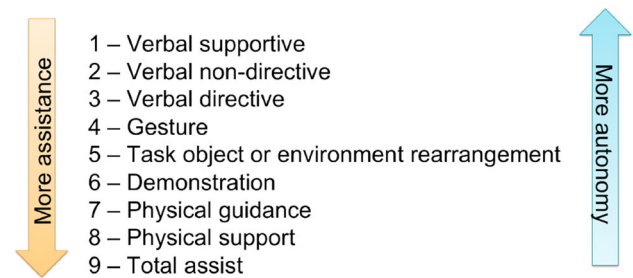 More assistance
1 – Verbal supportive
2 – Verbal non-directive
3 – Verbal directive
4 – Gesture
5 – Task object or environment rearrangement
6 – Demonstration
7 – Physical guidance
8 – Physical support
9 – Total assist
More autonomy